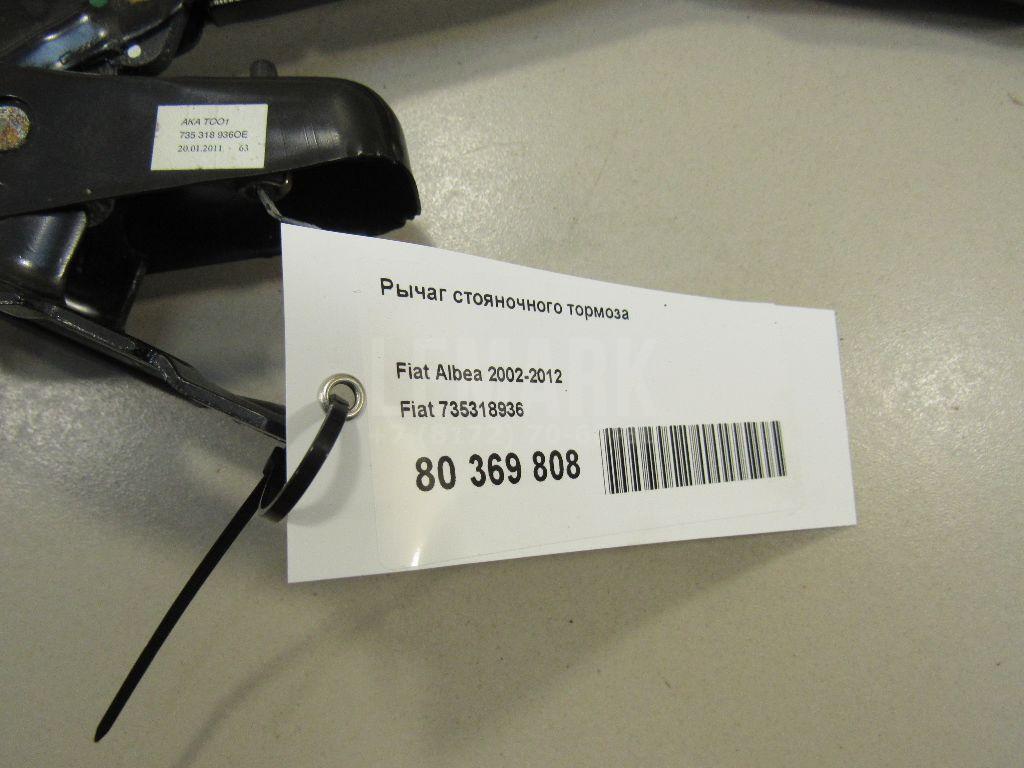 AKA TOO1
735 318 936OE
20.01.2011 - 63
Рычаг стояночного тормоза
LEMARK
Fiat Albea 2002-2012
Fiat 735318936
80 369 808